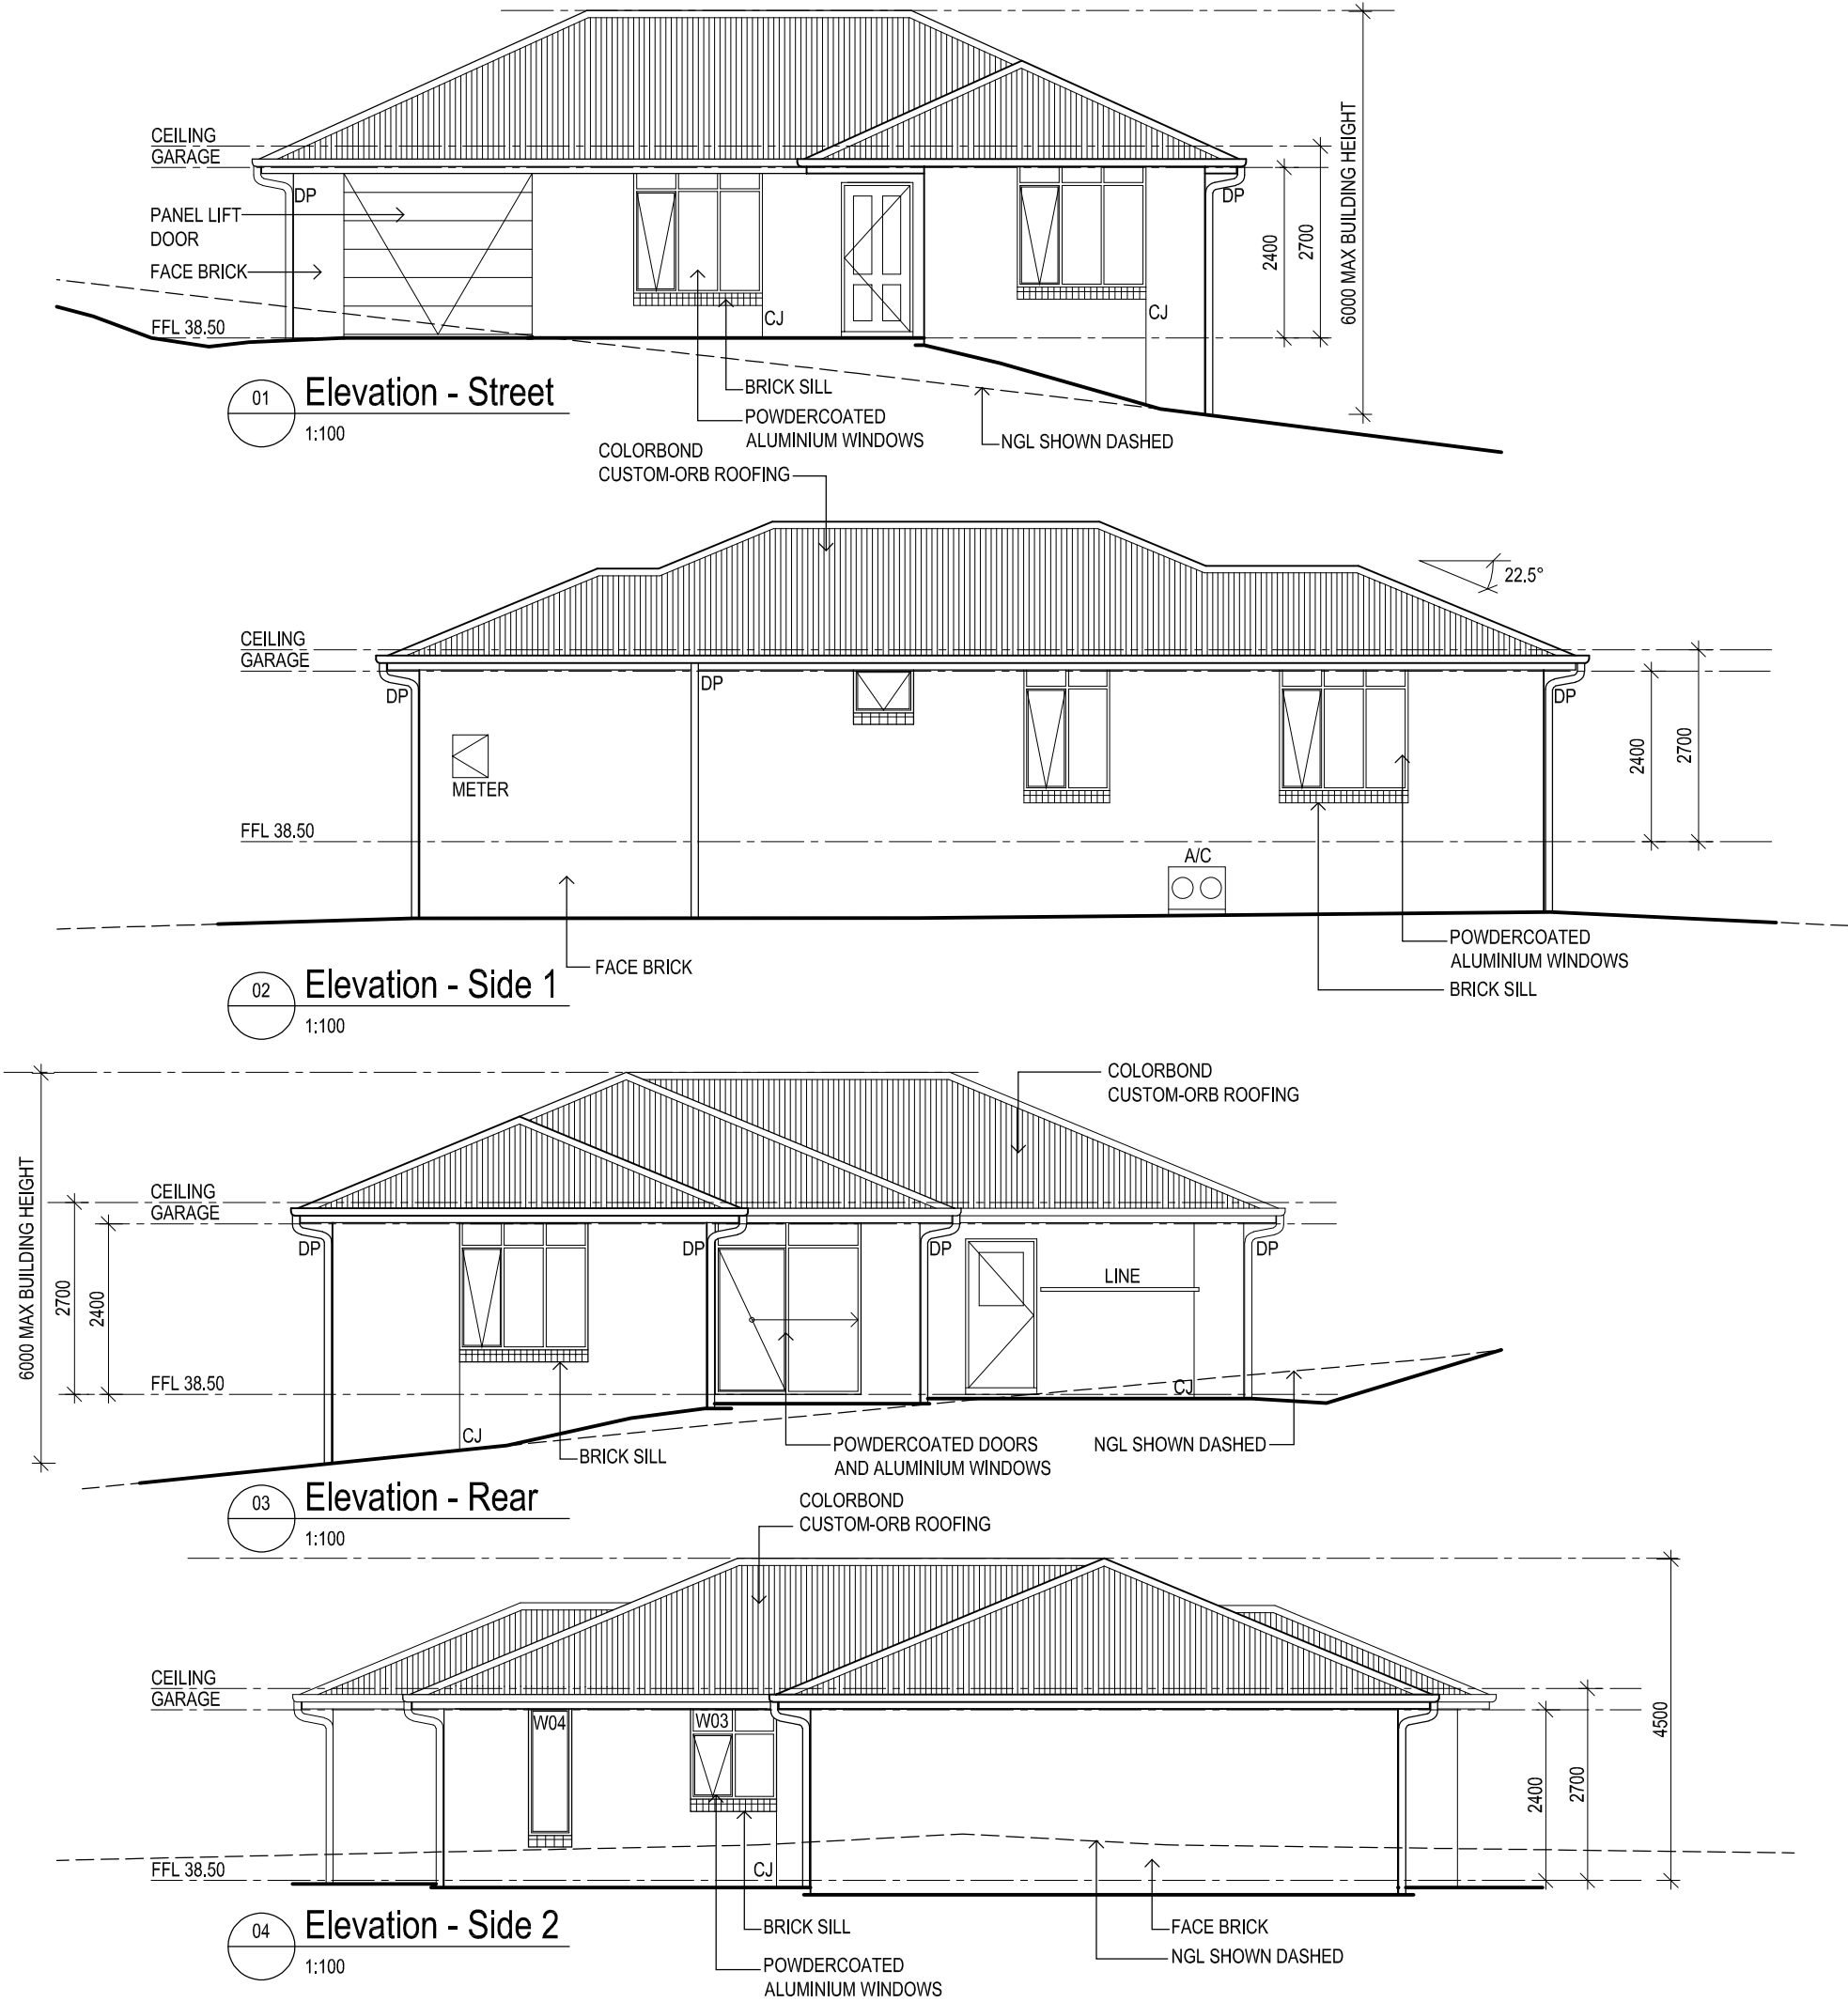 CEILING
GARAGE
DP
DP
PANEL LIFT
DOOR
FACE BRICK
FFL 38.50
CJ
CJ
2400
2700
6000 MAX BUILDING HEIGHT
01
Elevation - Street
1:100
BRICK SILL
POWDERCOATED
ALUMINIUM WINDOWS
NGL SHOWN DASHED
COLORBOND
CUSTOM-ORB ROOFING
22.5°
CEILING
GARAGE
DP
DP
DP
METER
2400
2700
FFL 38.50
A/C
FACE BRICK
POWDERCOATED
ALUMINIUM WINDOWS
BRICK SILL
02
Elevation - Side 1
1:100
COLORBOND
CUSTOM-ORB ROOFING
6000 MAX BUILDING HEIGHT
CEILING
GARAGE
DP
DP
DP
DP
LINE
2700
2400
FFL 38.50
CJ
CJ
BRICK SILL
POWDERCOATED DOORS
AND ALUMINIUM WINDOWS
NGL SHOWN DASHED
03
Elevation - Rear
1:100
COLORBOND
CUSTOM-ORB ROOFING
CEILING
GARAGE
W04
W03
2400
2700
4500
FFL 38.50
CJ
BRICK SILL
POWDERCOATED
ALUMINIUM WINDOWS
FACE BRICK
NGL SHOWN DASHED
04
Elevation - Side 2
1:100